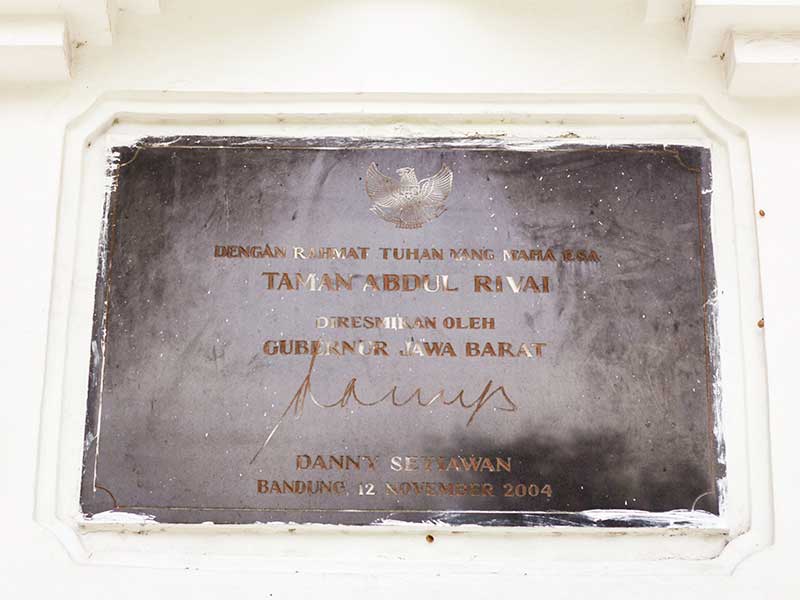 DENGAN RAHMAT TUHAN YANG MAHA ESA
TAMAN ABDUL RIVAI
DIRESMIKAN OLEH
GUBERNUR JAWA BARAT
DANNY SETIAWAN
BANDUNG, 12 NOVEMBER 2004